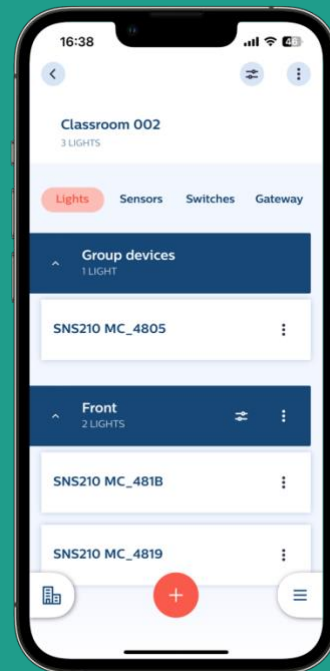 16:38
46
Classroom 002
3 LIGHTS
Lights Sensors Switches Gateway
Group devices
1 LIGHT
SNS210 MC_4805
Front
2 LIGHTS
SNS210 MC_481B
SNS210 MC_4819